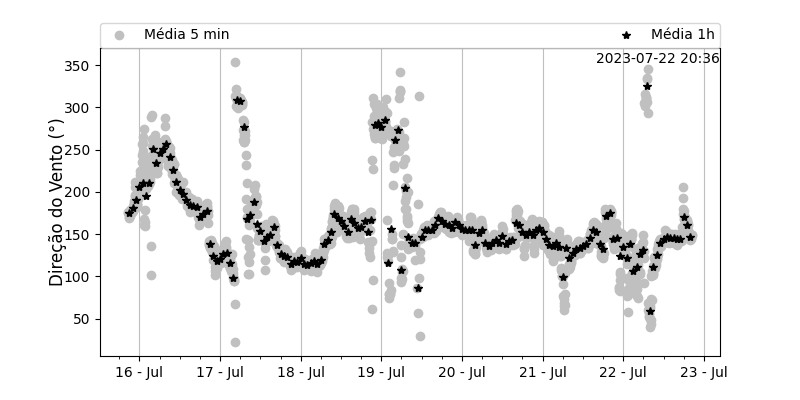 Média 5 min
Média 1h
2023-07-22 20:36
Direção do Vento (°)
350
300
250
200
150
100
50
16 - Jul
17 - Jul
18 - Jul
19 - Jul
20 - Jul
21 - Jul
22 - Jul
23 - Jul